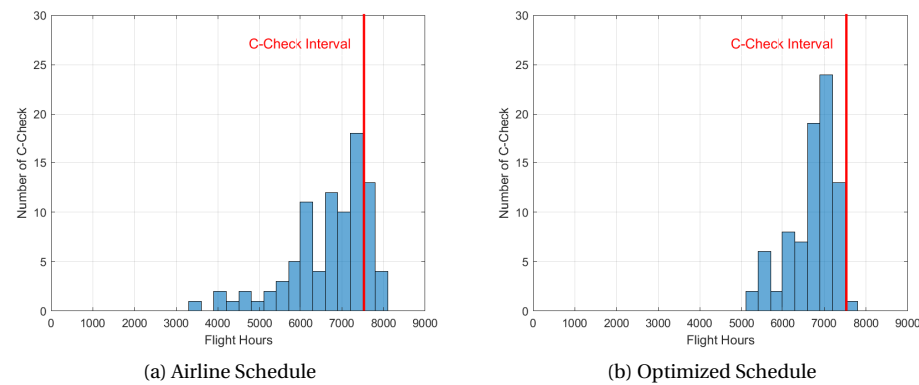 30
25
20
15
10
5
0
Number of C-Check
C-Check Interval
0 1000 2000 3000 4000 5000 6000 7000 8000 9000
Flight Hours
(a) Airline Schedule
30
25
20
15
10
5
0
Number of C-Check
C-Check Interval
0 1000 2000 3000 4000 5000 6000 7000 8000 9000
Flight Hours
(b) Optimized Schedule